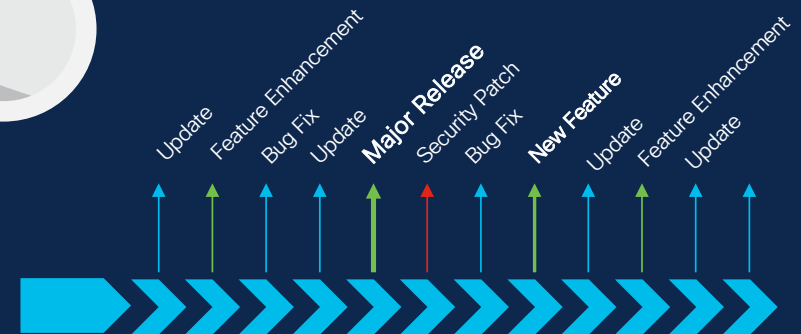 Update
Feature Enhancement
Bug Fix
Update
Major Release
Security Patch
Bug Fix
New Feature
Update
Feature Enhancement
Update